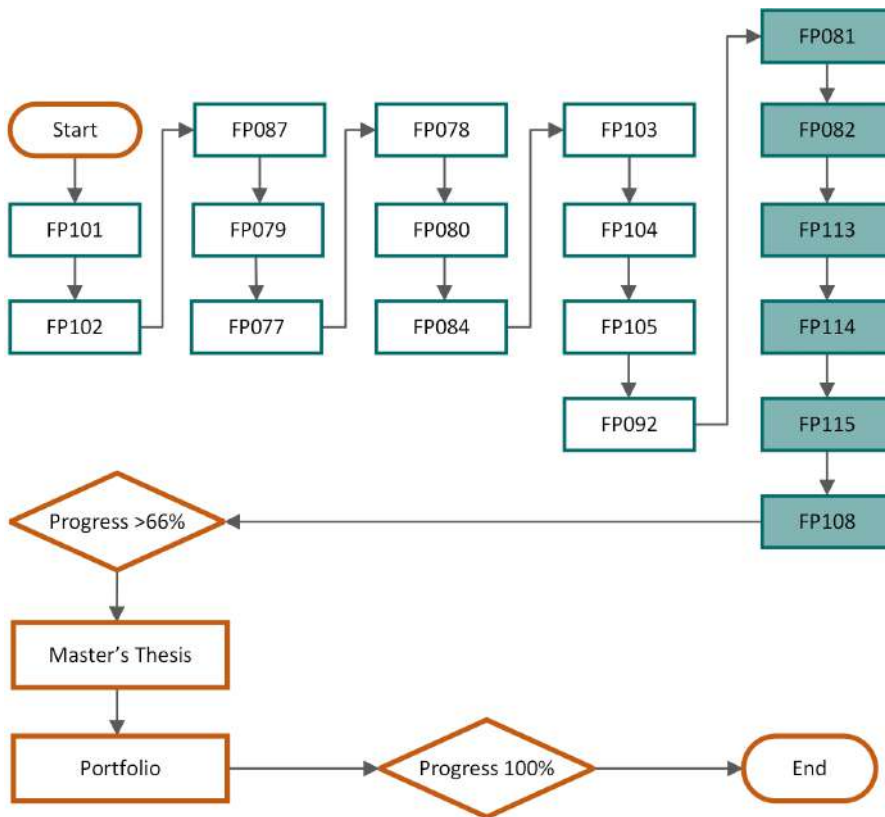 Start
FP101
FP102
FP087
FP079
FP077
FP078
FP080
FP084
FP103
FP104
FP105
FP092
FP081
FP082
FP113
FP114
FP115
FP108
Progress >66%
Master's Thesis
Portfolio
Progress 100%
End